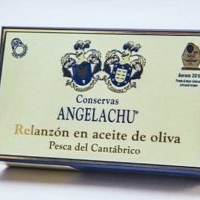 Conservas
ANGELACHU
Relanzón en aceite de oliva
Pesca del Cantábrico